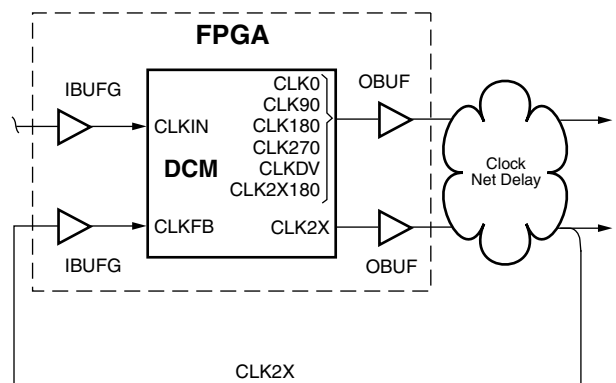 FPGA
IBUFG
CLKIN
DCM
CLK0
CLK90
CLK180
CLK270
CLKDV
CLK2X180
OBUF
Clock
Net Delay
CLKFB
CLK2X
IBUFG
OBUF
CLK2X